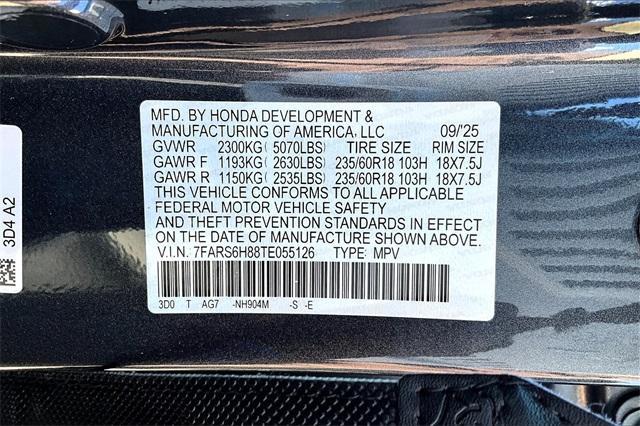 MFD. BY HONDA DEVELOPMENT &
MANUFACTURING OF AMERICA, LLC 09/'25
GVWR 2300KG ( 5070LBS) TIRE SIZE RIM SIZE
GAWR F 1193KG ( 2630LBS) 235/60R18 103H 18X7.5J
GAWR R 1150KG ( 2535LBS) 235/60R18 103H 18X7.5J
THIS VEHICLE CONFORMS TO ALL APPLICABLE
FEDERAL MOTOR VEHICLE SAFETY
AND THEFT PREVENTION STANDARDS IN EFFECT
ON THE DATE OF MANUFACTURE SHOWN ABOVE.
V.I.N. 7FARS6H88TE055126 TYPE: MPV
3D0 T AG7 -NH904M -S -E
3D4 A2